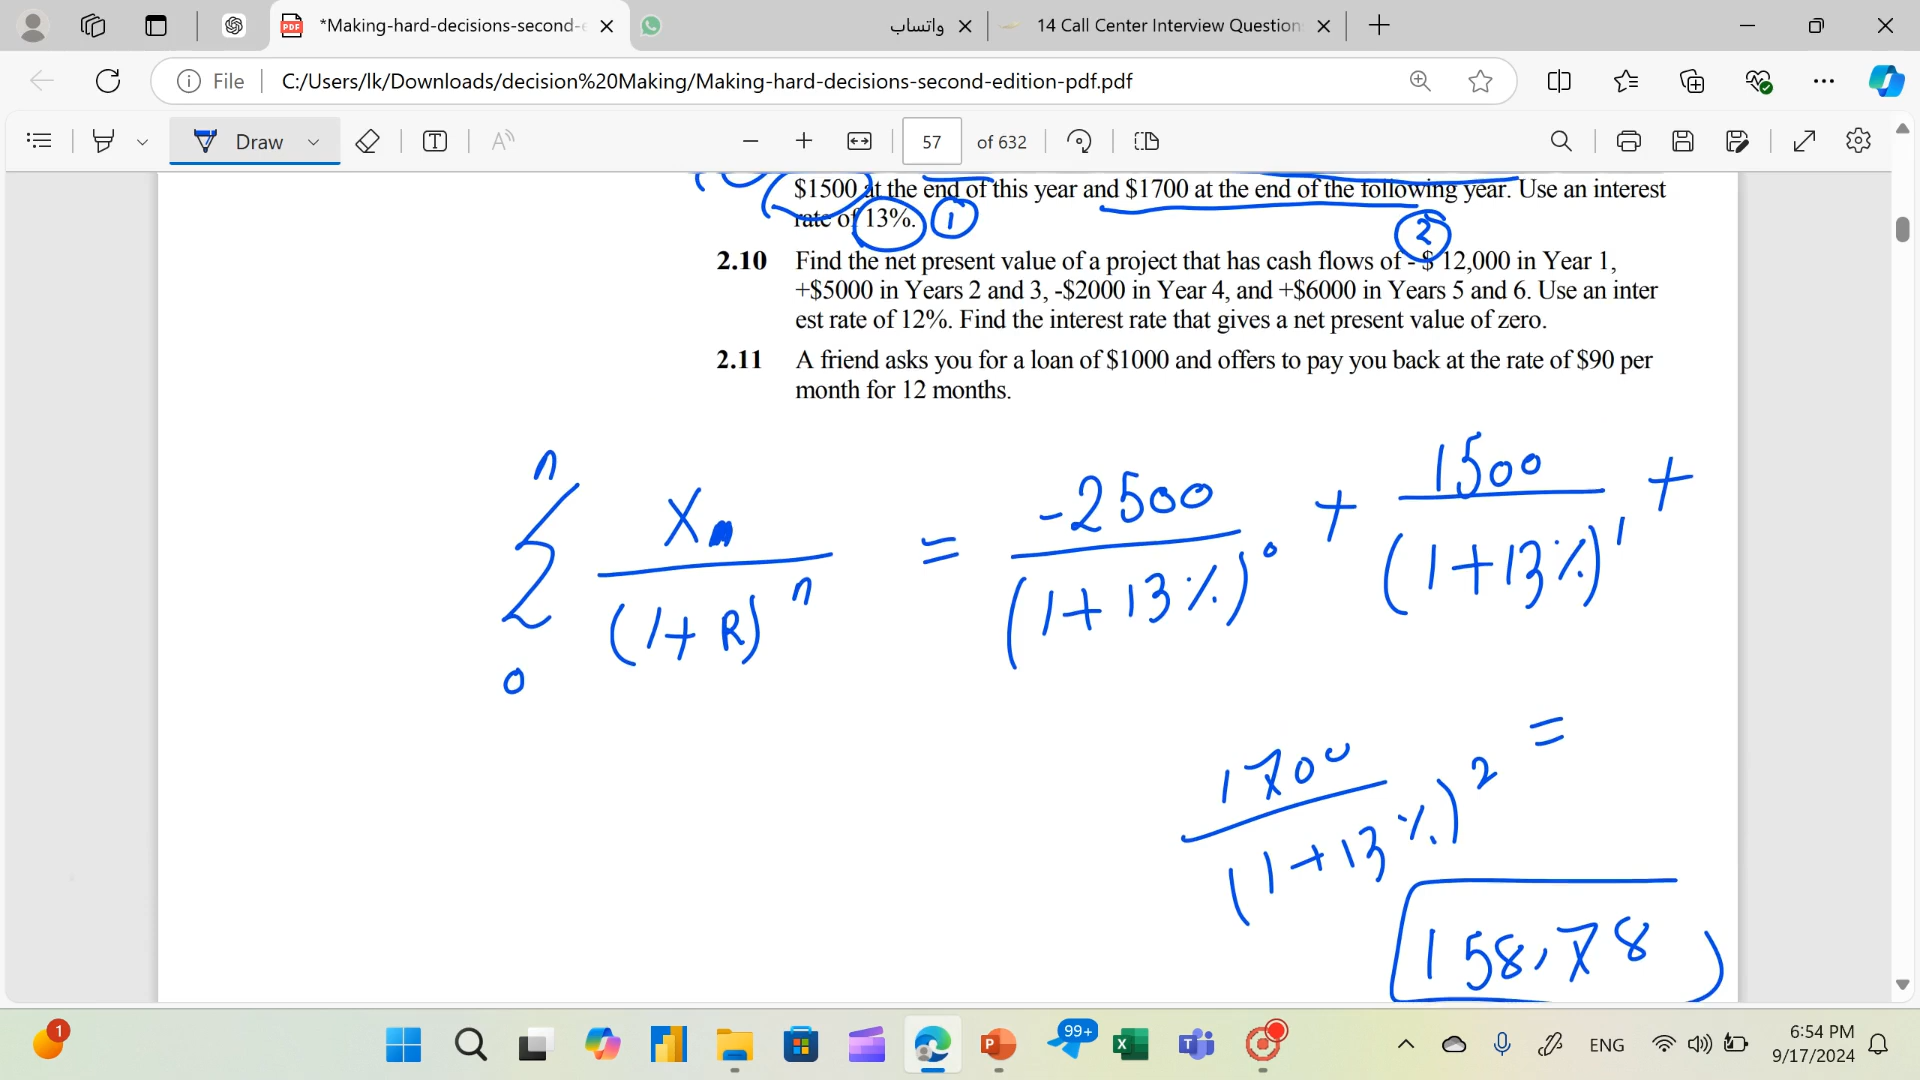 *Making-hard-decisions-second-e
واتساب
14 Call Center Interview Question
File
C:/Users/lk/Downloads/decision%20Making/Making-hard-decisions-second-edition-pdf.pdf
Draw
57 of 632
$1500 at the end of this year and $1700 at the end of the following year. Use an interest
rate of 13%. 1 2
2.10 Find the net present value of a project that has cash flows of - $ 12,000 in Year 1,
+$5000 in Years 2 and 3, -$2000 in Year 4, and +$6000 in Years 5 and 6. Use an inter
est rate of 12%. Find the interest rate that gives a net present value of zero.
2.11 A friend asks you for a loan of $1000 and offers to pay you back at the rate of $90 per
month for 12 months.
n
Xn = -2500 + 1500 +
∑
(1+R)^n (1+13%)^0 (1+13%)^1
0
1700 =
(1+13%)^2
158,78
1
99+
ENG
6:54 PM
9/17/2024